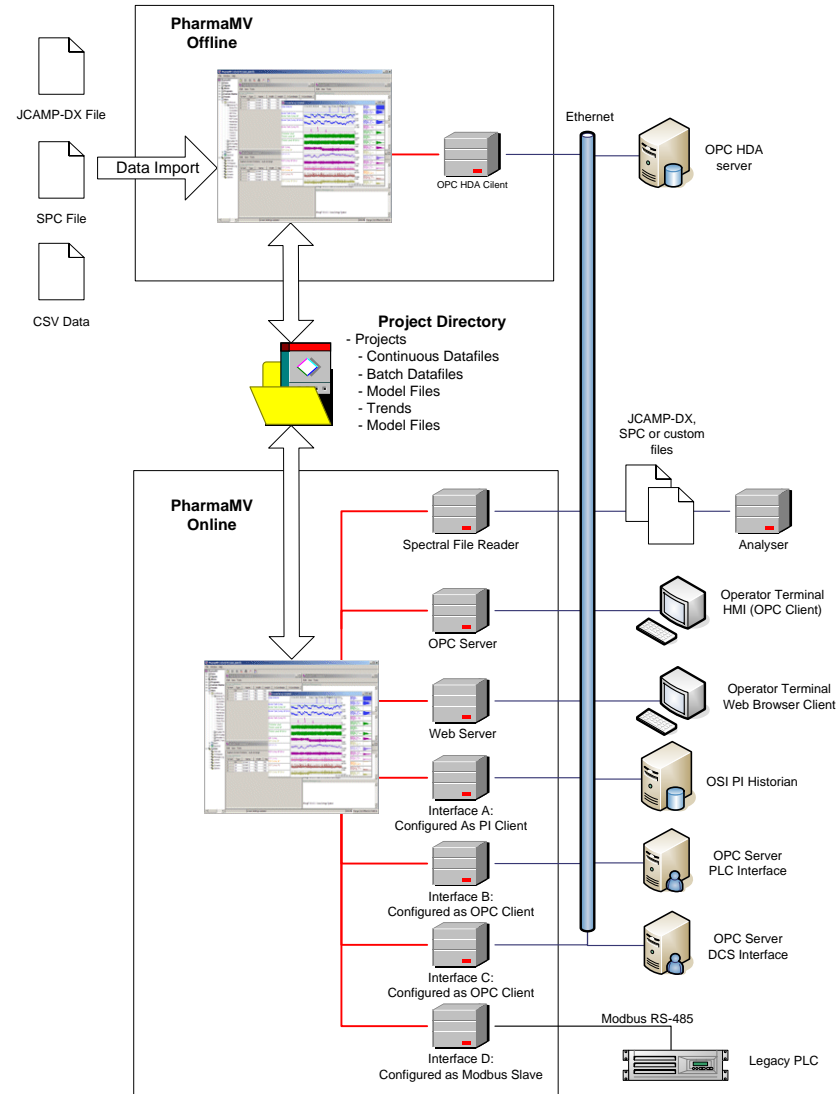 PharmaMV
Offline
JCAMP-DX File
SPC File
CSV Data
Data Import
OPC HDA Cilent
Ethernet
OPC HDA
server
Project Directory
- Projects
- Continuous Datafiles
- Batch Datafiles
- Model Files
- Trends
- Model Files
PharmaMV
Online
JCAMP-DX,
SPC or custom
files
Spectral File Reader
Analyser
OPC Server
Operator Terminal
HMI (OPC Client)
Web Server
Operator Terminal
Web Browser Client
Interface A:
Configured As PI Client
OSI PI Historian
Interface B:
Configured as OPC Client
OPC Server
PLC Interface
Interface C:
Configured as OPC Client
OPC Server
DCS Interface
Interface D:
Configured as Modbus Slave
Modbus RS-485
Legacy PLC